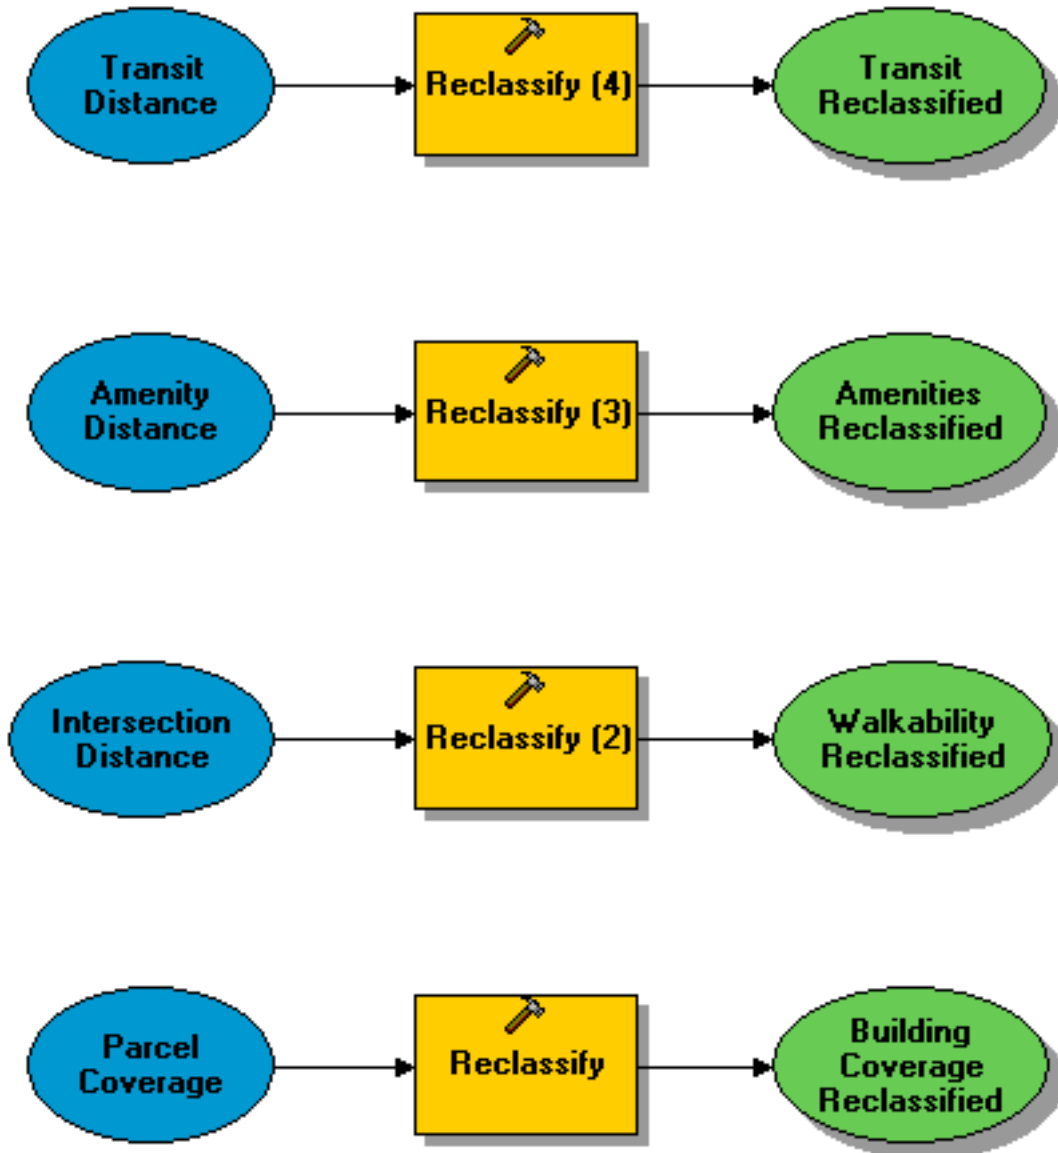 Transit
Distance
Reclassify (4)
Transit
Reclassified
Amenity
Distance
Reclassify (3)
Amenities
Reclassified
Intersection
Distance
Reclassify (2)
Walkability
Reclassified
Parcel
Coverage
Reclassify
Building
Coverage
Reclassified